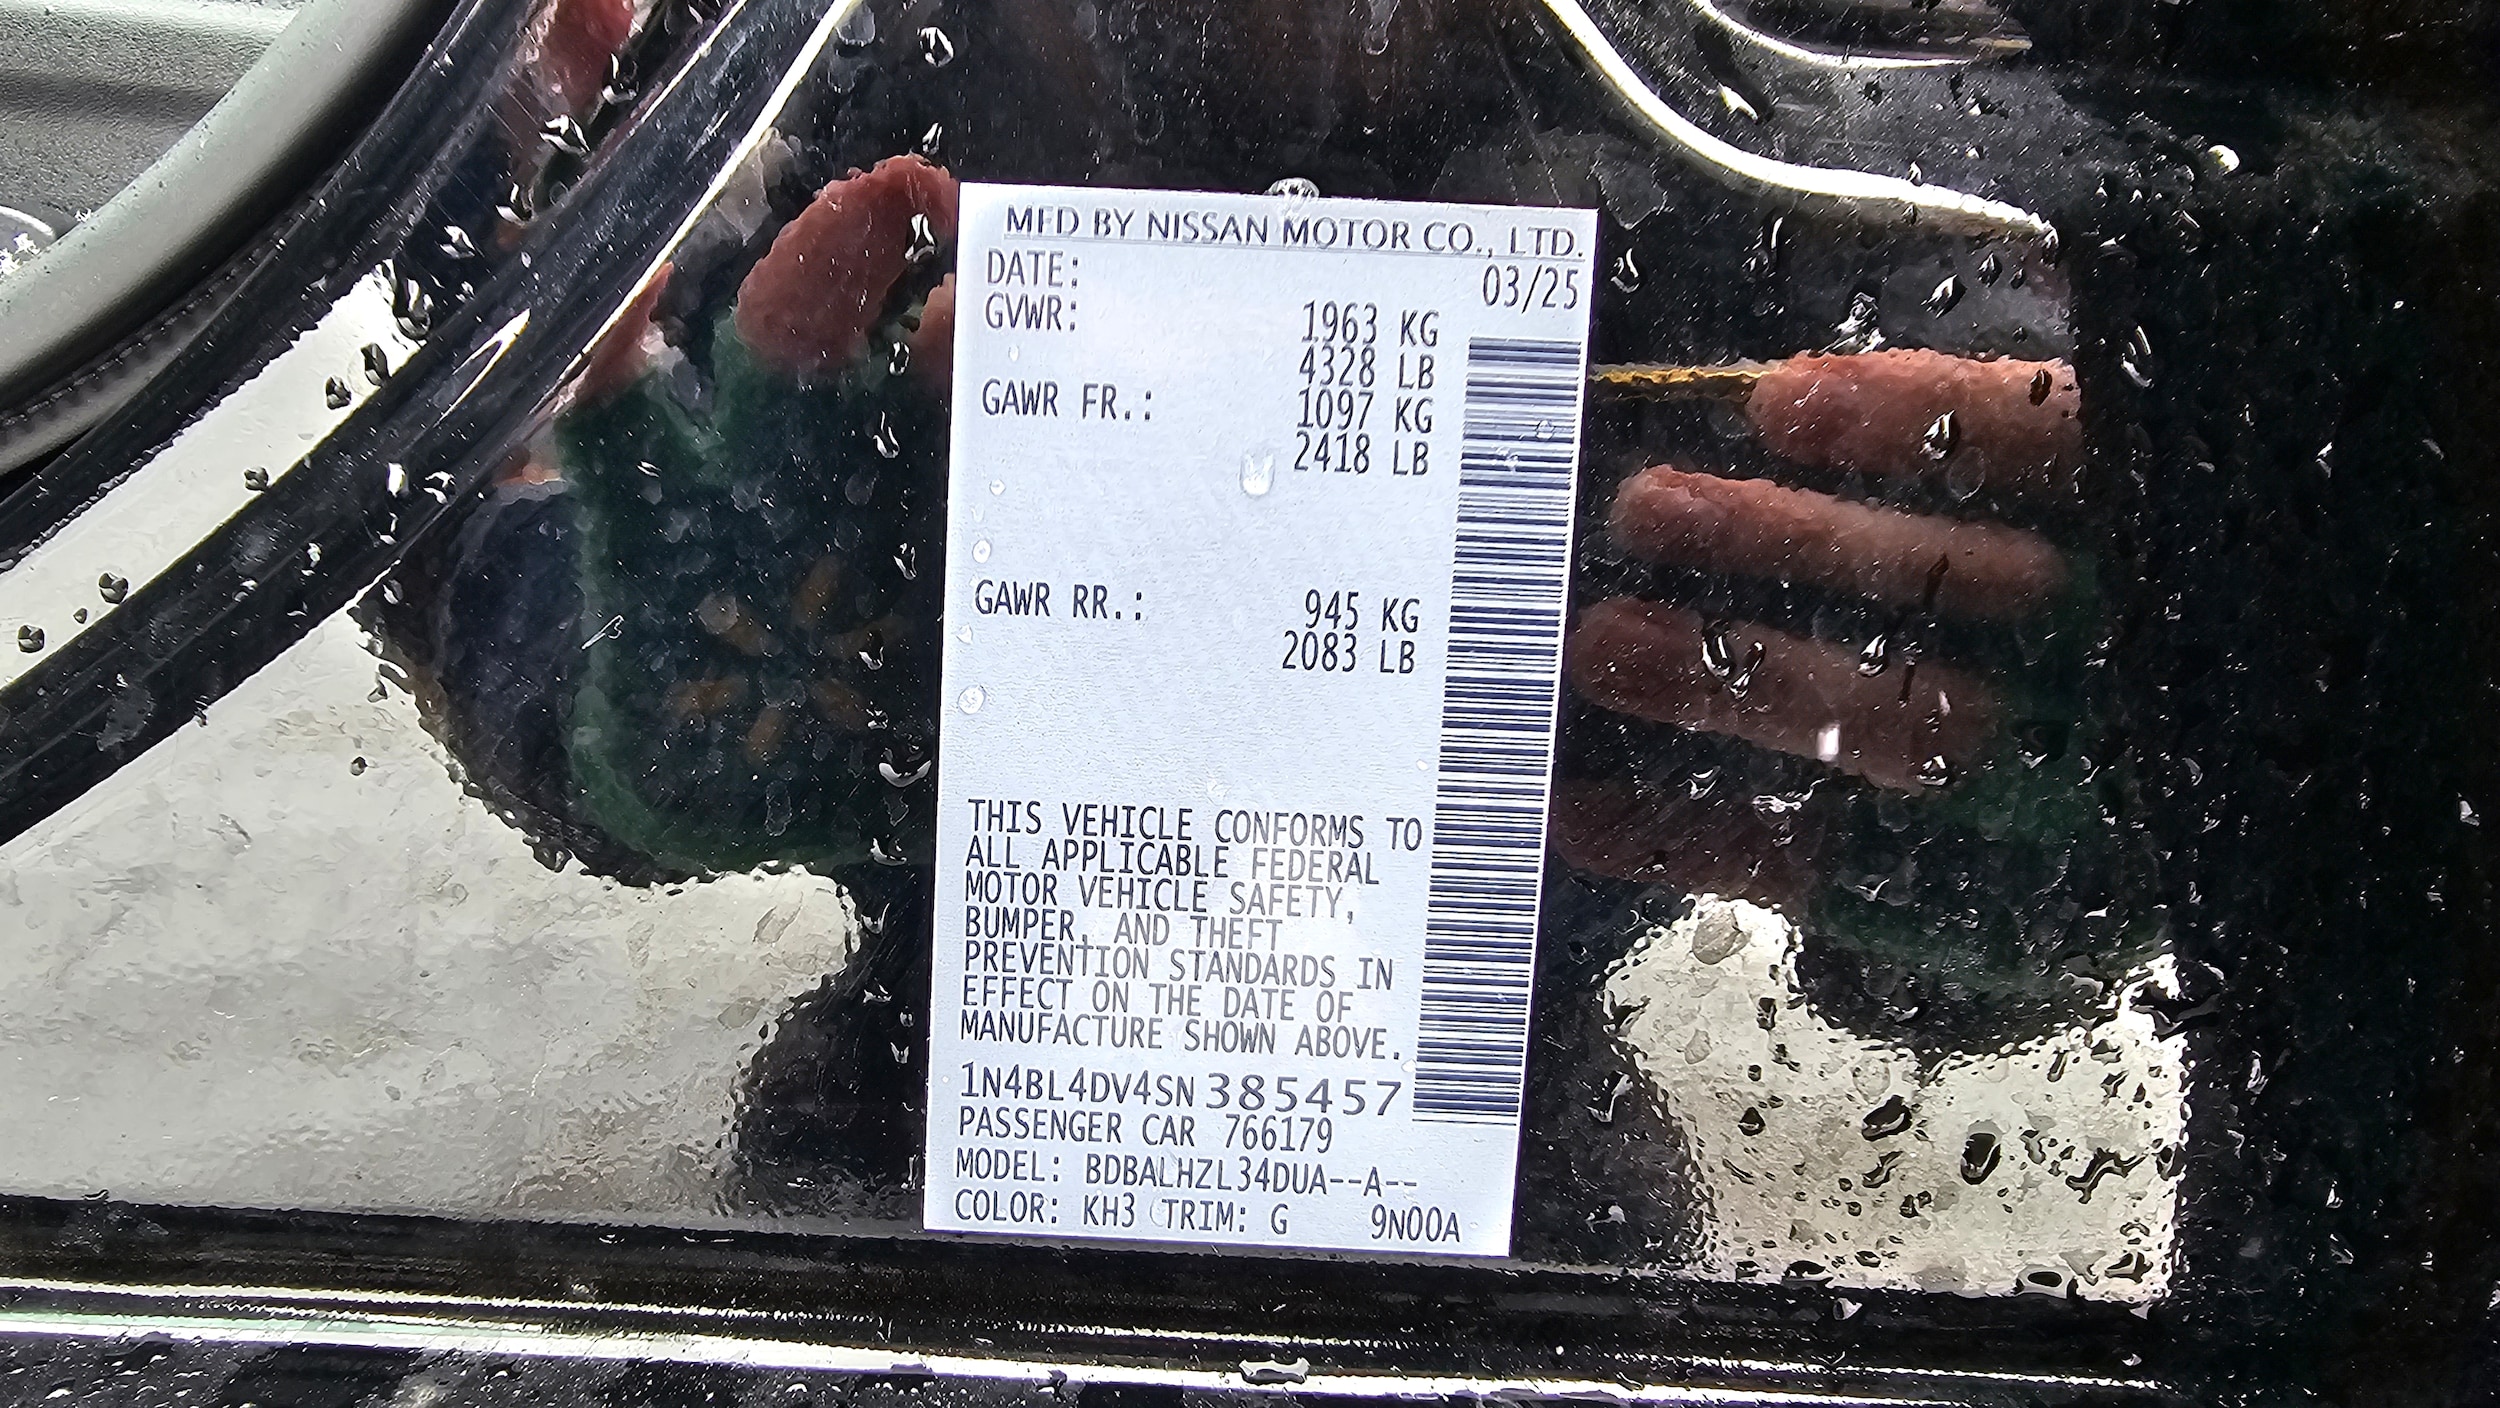 MFD BY NISSAN MOTOR CO., LTD.
DATE: 03/25
GVWR: 1963 KG
4328 LB
GAWR FR.: 1097 KG
2418 LB
GAWR RR.: 945 KG
2083 LB
THIS VEHICLE CONFORMS TO
ALL APPLICABLE FEDERAL
MOTOR VEHICLE SAFETY,
BUMPER, AND THEFT
PREVENTION STANDARDS IN
EFFECT ON THE DATE OF
MANUFACTURE SHOWN ABOVE.
1N4BL4DV4SN385457
PASSENGER CAR 766179
MODEL: BDBALHZL34DUA--A--
COLOR: KH3 TRIM: G 9N00A